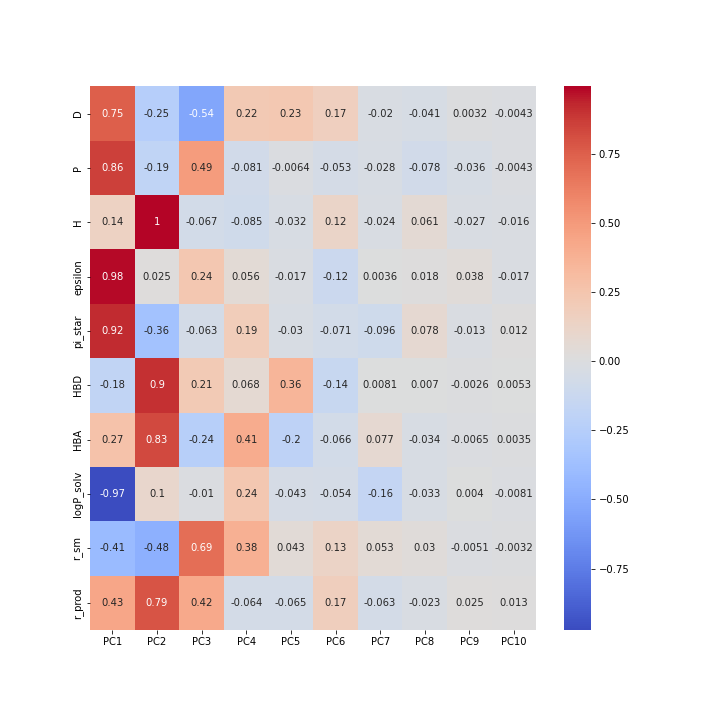 D 0.75 -0.25 -0.54 0.22 0.23 0.17 -0.02 -0.041 0.0032 -0.0043
P 0.86 -0.19 0.49 -0.081 -0.0064 -0.053 -0.028 -0.078 -0.036 -0.0043
H 0.14 1 -0.067 -0.085 -0.032 0.12 -0.024 0.061 -0.027 -0.016
epsilon 0.98 0.025 0.24 0.056 -0.017 -0.12 0.0036 0.018 0.038 -0.017
pi_star 0.92 -0.36 -0.063 0.19 -0.03 -0.071 -0.096 0.078 -0.013 0.012
HBD -0.18 0.9 0.21 0.068 0.36 -0.14 0.0081 0.007 -0.0026 0.0053
HBA 0.27 0.83 -0.24 0.41 -0.2 -0.066 0.077 -0.034 -0.0065 0.0035
logP_solv -0.97 0.1 -0.01 0.24 -0.043 -0.054 -0.16 -0.033 0.004 -0.0081
r_sm -0.41 -0.48 0.69 0.38 0.043 0.13 0.053 0.03 -0.0051 -0.0032
r_prod 0.43 0.79 0.42 -0.064 -0.065 0.17 -0.063 -0.023 0.025 0.013
PC1 PC2 PC3 PC4 PC5 PC6 PC7 PC8 PC9 PC10
0.75
0.50
0.25
0.00
−0.25
−0.50
−0.75